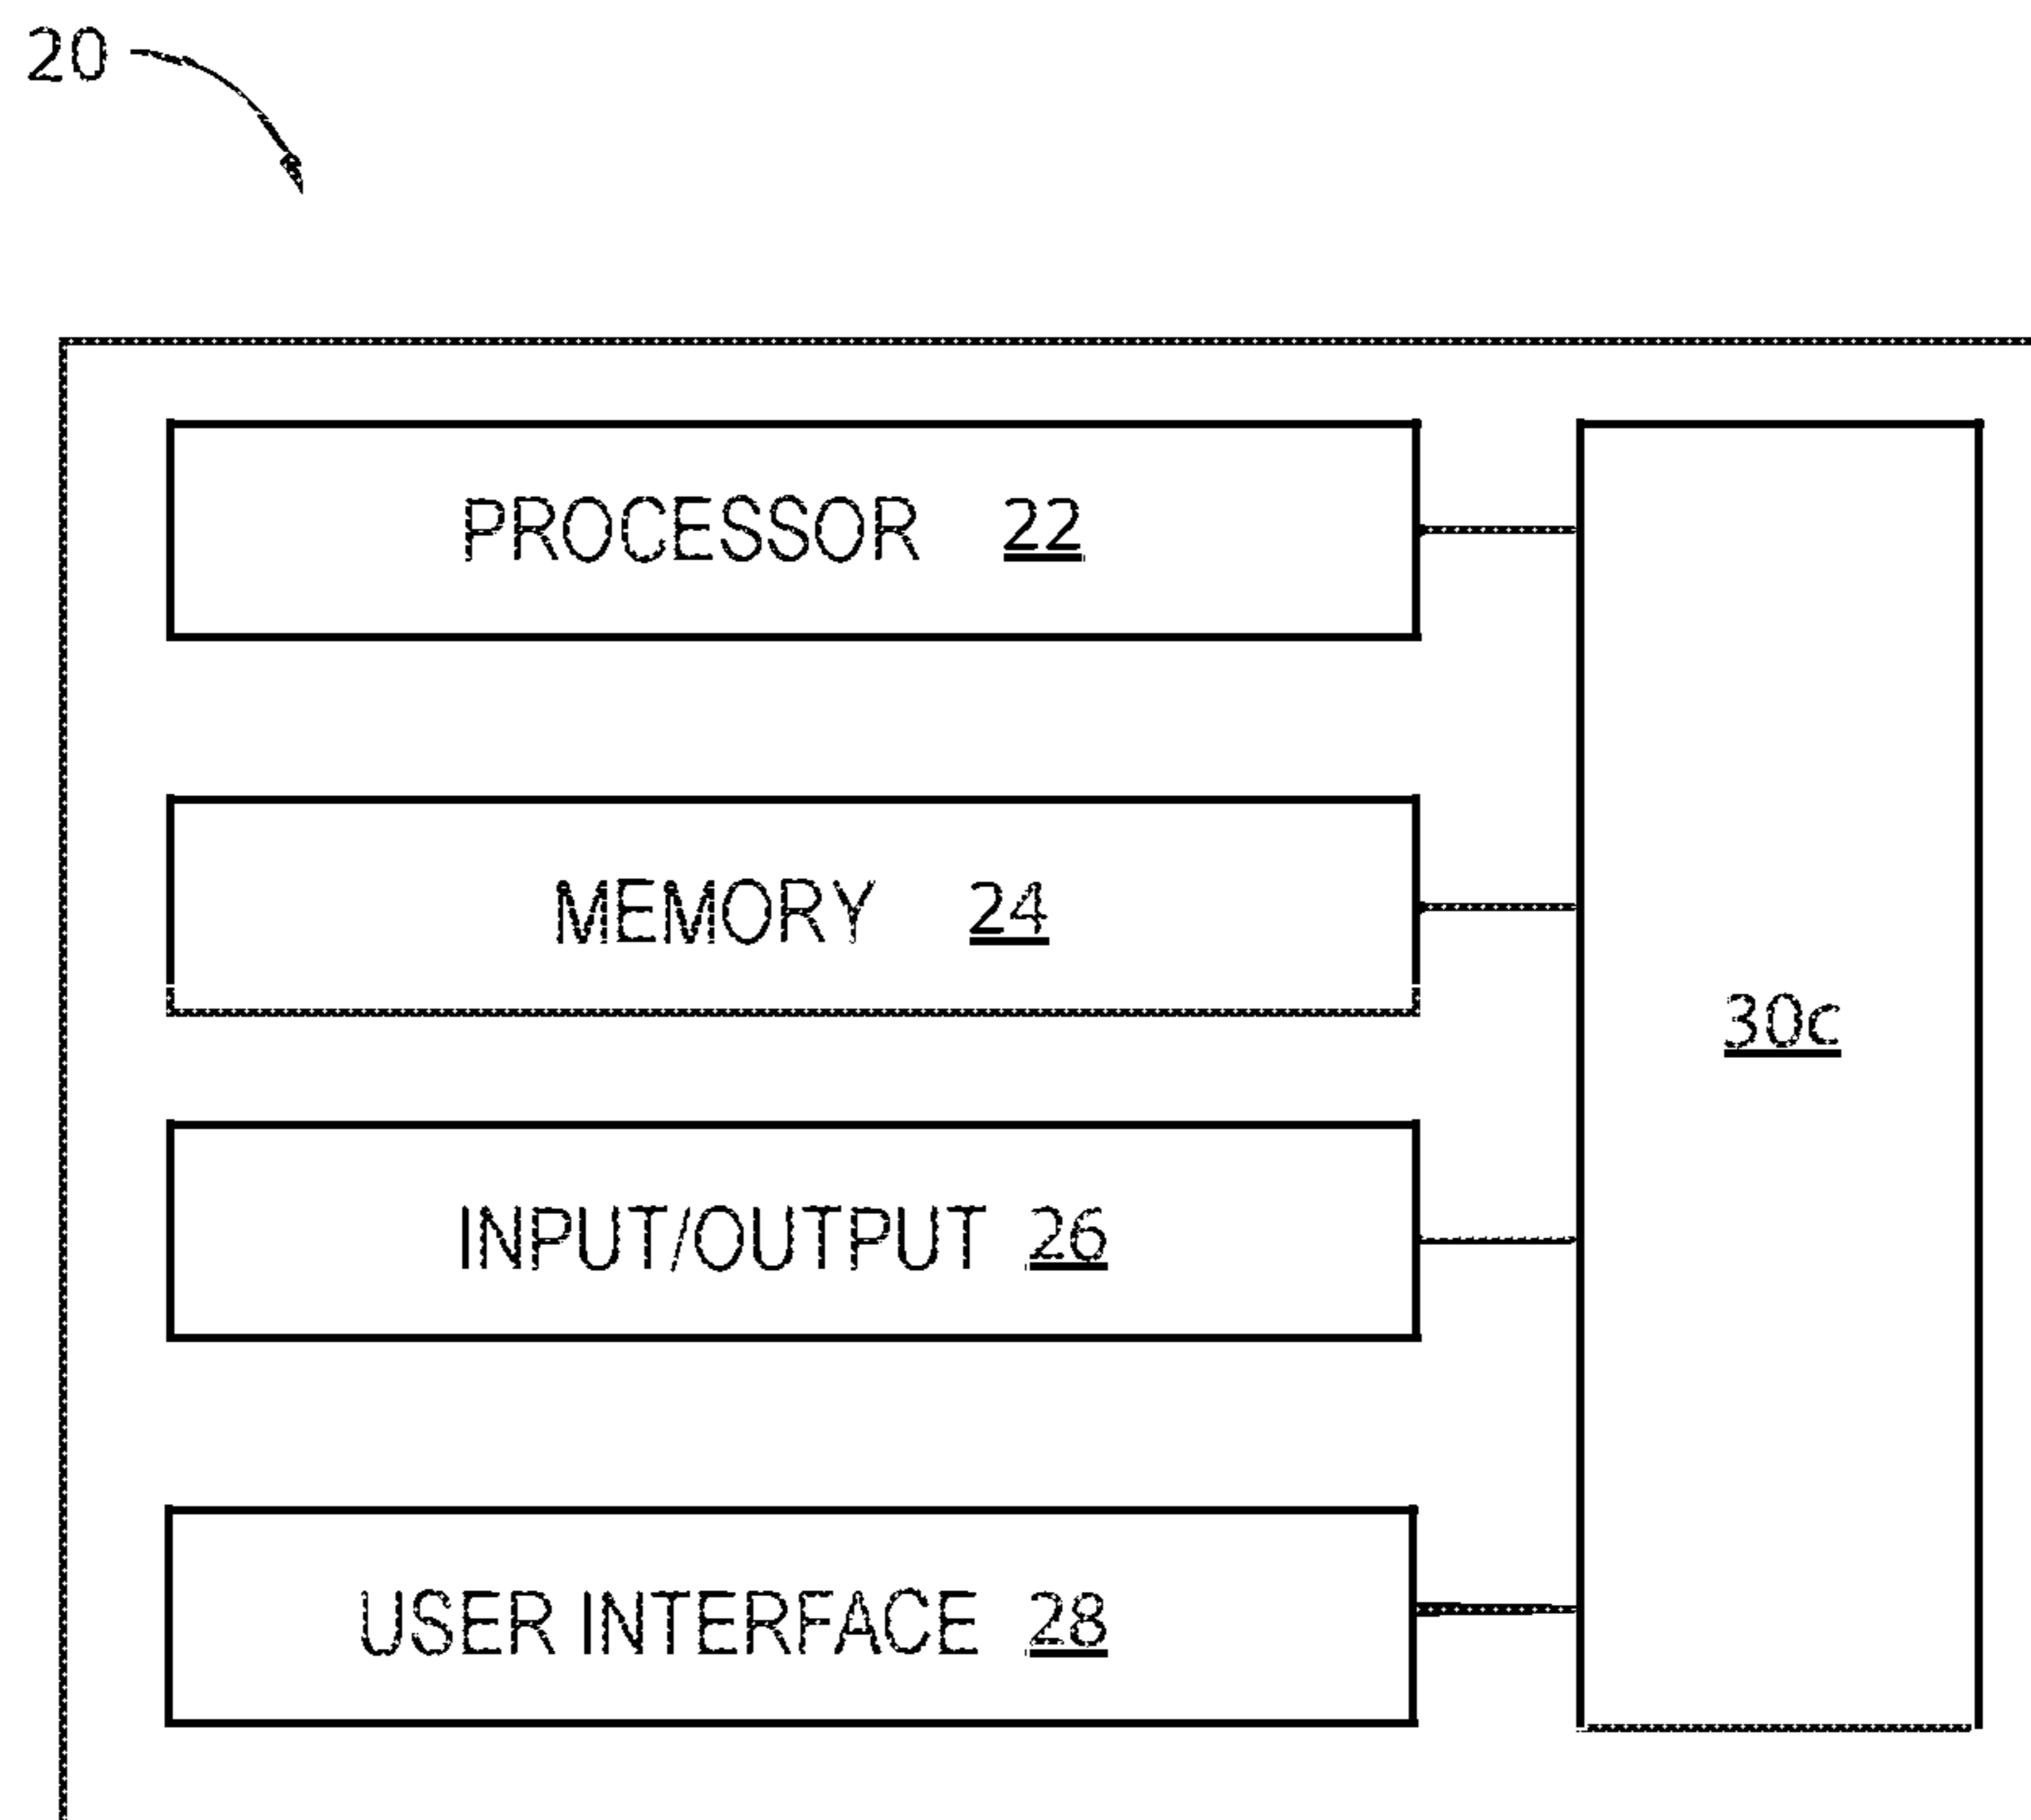 20
PROCESSOR 22
MEMORY 24
30c
INPUT/OUTPUT 26
USER INTERFACE 28